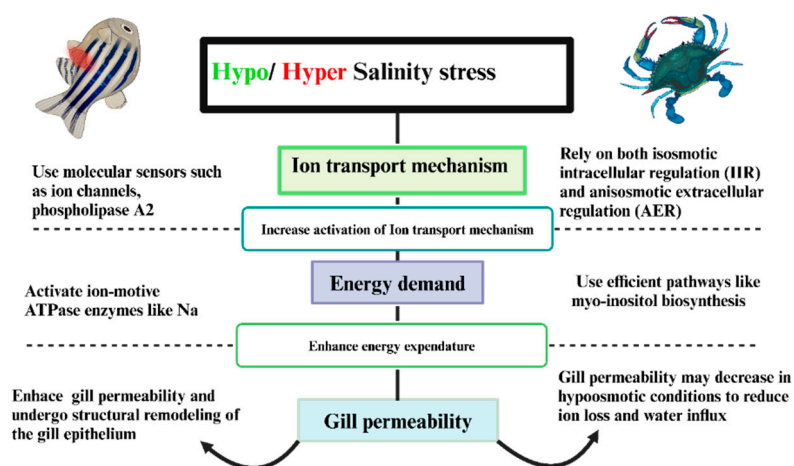 Hypo/ Hyper Salinity stress
Ion transport mechanism
Use molecular sensors such
as ion channels,
phospholipase A2
Rely on both isosmotic
intracellular regulation (IIR)
and anisosmotic extracellular
regulation (AER)
Increase activation of Ion transport mechanism
Energy demand
Activate ion-motive
ATPase enzymes like Na
Use efficient pathways like
myo-inositol biosynthesis
Enhance energy expendature
Enhace gill permeability and
undergo structural remodeling of
the gill epithelium
Gill permeability
Gill permeability may decrease in
hypoosmotic conditions to reduce
ion loss and water influx